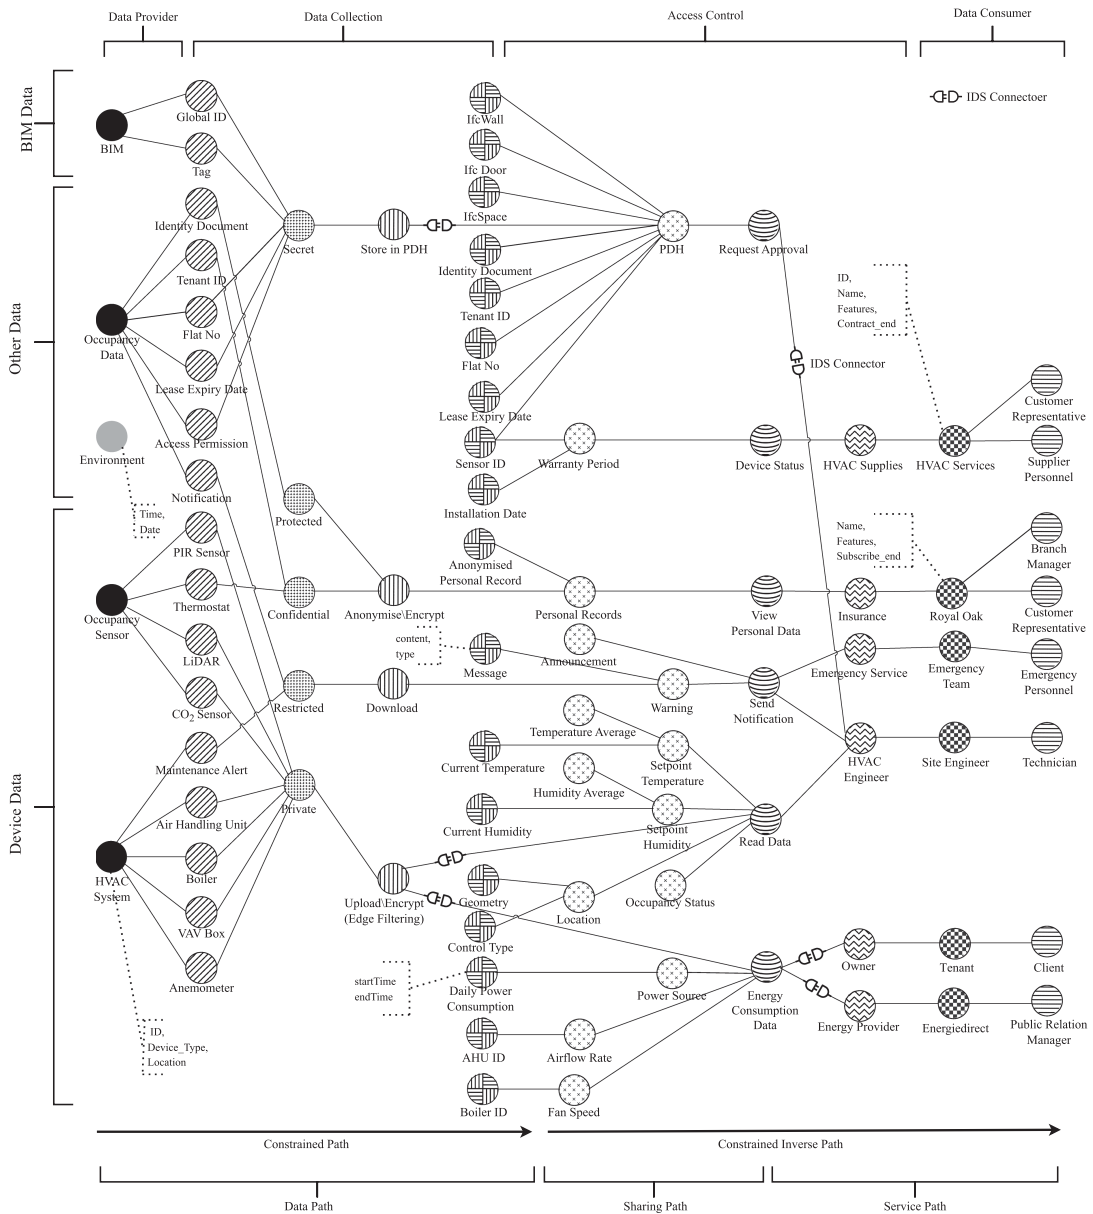 Data Provider
Data Collection
Access Control
Data Consumer
BIM Data
Other Data
Device Data
IDS Connectoer
BIM
Global ID
Tag
IfcWall
Ifc Door
IfcSpace
Identity Document
Tenant ID
Flat No
Lease Expiry Date
Access Permission
Notification
Occupancy
Data
Environment
Time,
Date
Secret
Store in PDH
Identity Document
Tenant ID
Flat No
Lease Expiry Date
Sensor ID
Installation Date
PDH
Request Approval
ID,
Name,
Features,
Contract_end
IDS Connector
Warranty Period
Device Status
HVAC Supplies
HVAC Services
Customer
Representative
Supplier
Personnel
Protected
PIR Sensor
Thermostat
LiDAR
CO2 Sensor
Occupancy
Sensor
Confidential
Anonymise\Encrypt
Anonymised
Personal Record
Personal Records
View
Personal Data
Insurance
Name,
Features,
Subscribe_end
Royal Oak
Branch
Manager
Customer
Representative
content,
type
Message
Announcement
Restricted
Download
Warning
Send
Notification
Emergency Service
Emergency
Team
Emergency
Personnel
Maintenance Alert
Air Handling Unit
Boiler
VAV Box
Anemometer
HVAC
System
Private
Temperature Average
Current Temperature
Setpoint
Temperature
Humidity Average
Current Humidity
Setpoint
Humidity
Read Data
HVAC
Engineer
Site Engineer
Technician
Upload\Encrypt
(Edge Filtering)
Geometry
Control Type
Location
Occupancy Status
startTime
endTime
Daily Power
Consumption
Power Source
Energy
Consumption
Data
Owner
Tenant
Client
Energy Provider
Energiedirect
Public Relation
Manager
ID,
Device_Type,
Location
AHU ID
Airflow Rate
Boiler ID
Fan Speed
Constrained Path
Constrained Inverse Path
Data Path
Sharing Path
Service Path